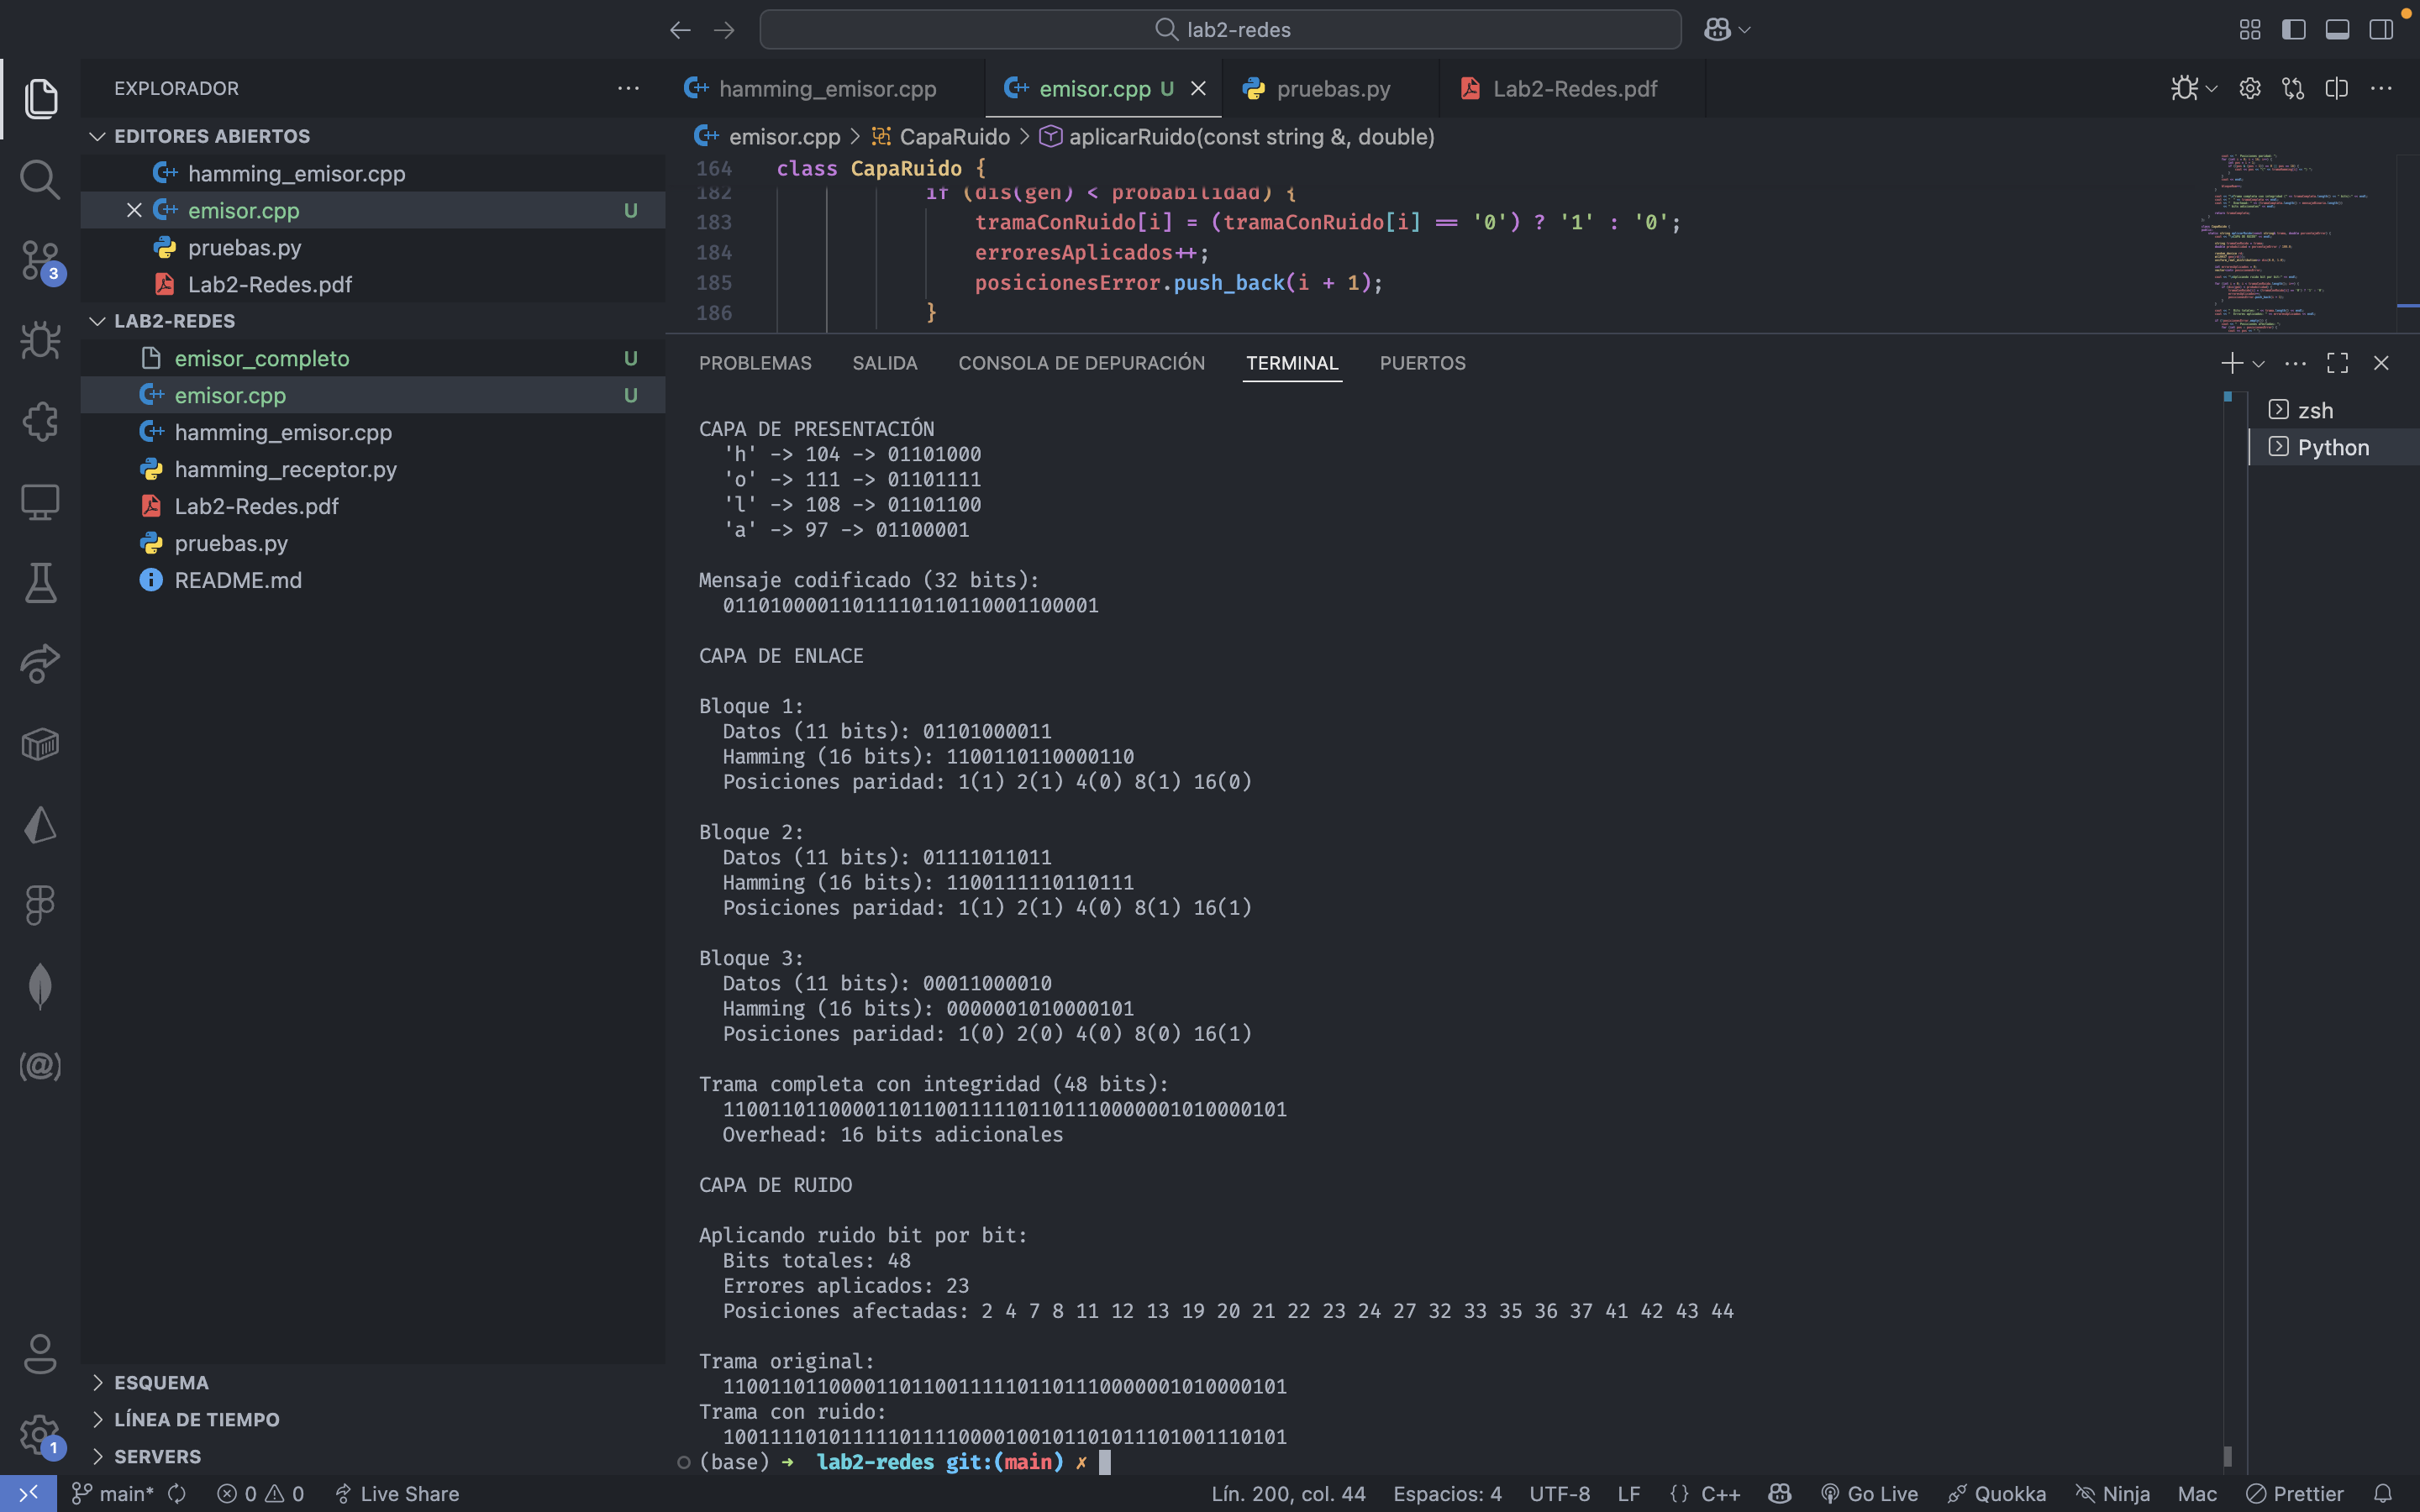 lab2-redes
EXPLORADOR
EDITORES ABIERTOS
hamming_emisor.cpp
emisor.cpp U
pruebas.py
Lab2-Redes.pdf
LAB2-REDES
emisor_completo U
emisor.cpp U
hamming_emisor.cpp
hamming_receptor.py
Lab2-Redes.pdf
pruebas.py
README.md
ESQUEMA
LÍNEA DE TIEMPO
SERVERS
3
1
hamming_emisor.cpp emisor.cpp U pruebas.py Lab2-Redes.pdf
emisor.cpp > CapaRuido > aplicarRuido(const string &, double)
164 class CapaRuido {
182 if (dis(gen) < probabilidad) {
183 tramaConRuido[i] = (tramaConRuido[i] == '0') ? '1' : '0';
184 erroresAplicados++;
185 posicionesError.push_back(i + 1);
186 }
PROBLEMAS SALIDA CONSOLA DE DEPURACIÓN TERMINAL PUERTOS
zsh
Python
CAPA DE PRESENTACIÓN
'h' -> 104 -> 01101000
'o' -> 111 -> 01101111
'l' -> 108 -> 01101100
'a' -> 97 -> 01100001
Mensaje codificado (32 bits):
01101000011011110110110001100001
CAPA DE ENLACE
Bloque 1:
Datos (11 bits): 01101000011
Hamming (16 bits): 1100110110000110
Posiciones paridad: 1(1) 2(1) 4(0) 8(1) 16(0)
Bloque 2:
Datos (11 bits): 01111011011
Hamming (16 bits): 1100111110110111
Posiciones paridad: 1(1) 2(1) 4(0) 8(1) 16(1)
Bloque 3:
Datos (11 bits): 00011000010
Hamming (16 bits): 0000001010000101
Posiciones paridad: 1(0) 2(0) 4(0) 8(0) 16(1)
Trama completa con integridad (48 bits):
110011011000011011001111101101110000001010000101
Overhead: 16 bits adicionales
CAPA DE RUIDO
Aplicando ruido bit por bit:
Bits totales: 48
Errores aplicados: 23
Posiciones afectadas: 2 4 7 8 11 12 13 19 20 21 22 23 24 27 32 33 35 36 37 41 42 43 44
Trama original:
110011011000011011001111101101110000001010000101
Trama con ruido:
100111101011111011110000100101101011101001110101
(base) → lab2-redes git:(main) ✗
main* 0 0 Live Share Lín. 200, col. 44 Espacios: 4 UTF-8 LF {} C++ Go Live Quokka Ninja Mac Prettier